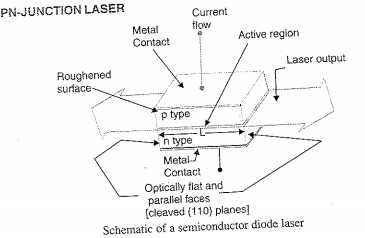 PN-JUNCTION LASER
Current
flow
Metal
Contact
Active region
Laser output
Roughened
surface
p type
L
n type
Metal
Contact
Optically flat and
parallel faces
[cleaved (110) planes]
Schematic of a semiconductor diode laser